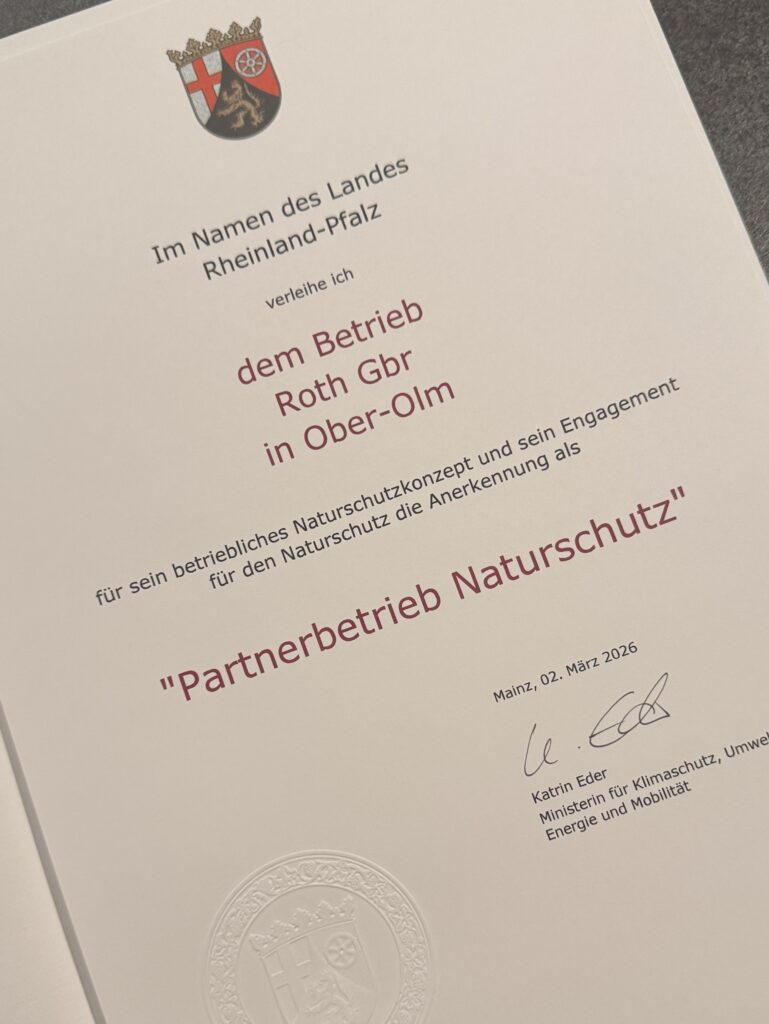 Im Namen des Landes
Rheinland-Pfalz
verleihe ich
dem Betrieb
Roth Gbr
in Ober-Olm
für sein betriebliches Naturschutzkonzept und sein Engagement
für den Naturschutz die Anerkennung als
"Partnerbetrieb Naturschutz"
Mainz, 02. März 2026
K. Eder
Katrin Eder
Ministerin für Klimaschutz, Umwel
Energie und Mobilität